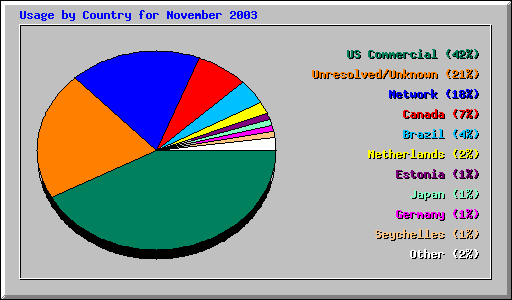 Usage by Country for November 2003
US Commercial (42%)
Unresolved/Unknown (21%)
Network (18%)
Canada (7%)
Brazil (4%)
Netherlands (2%)
Estonia (1%)
Japan (1%)
Germany (1%)
Seychelles (1%)
Other (2%)